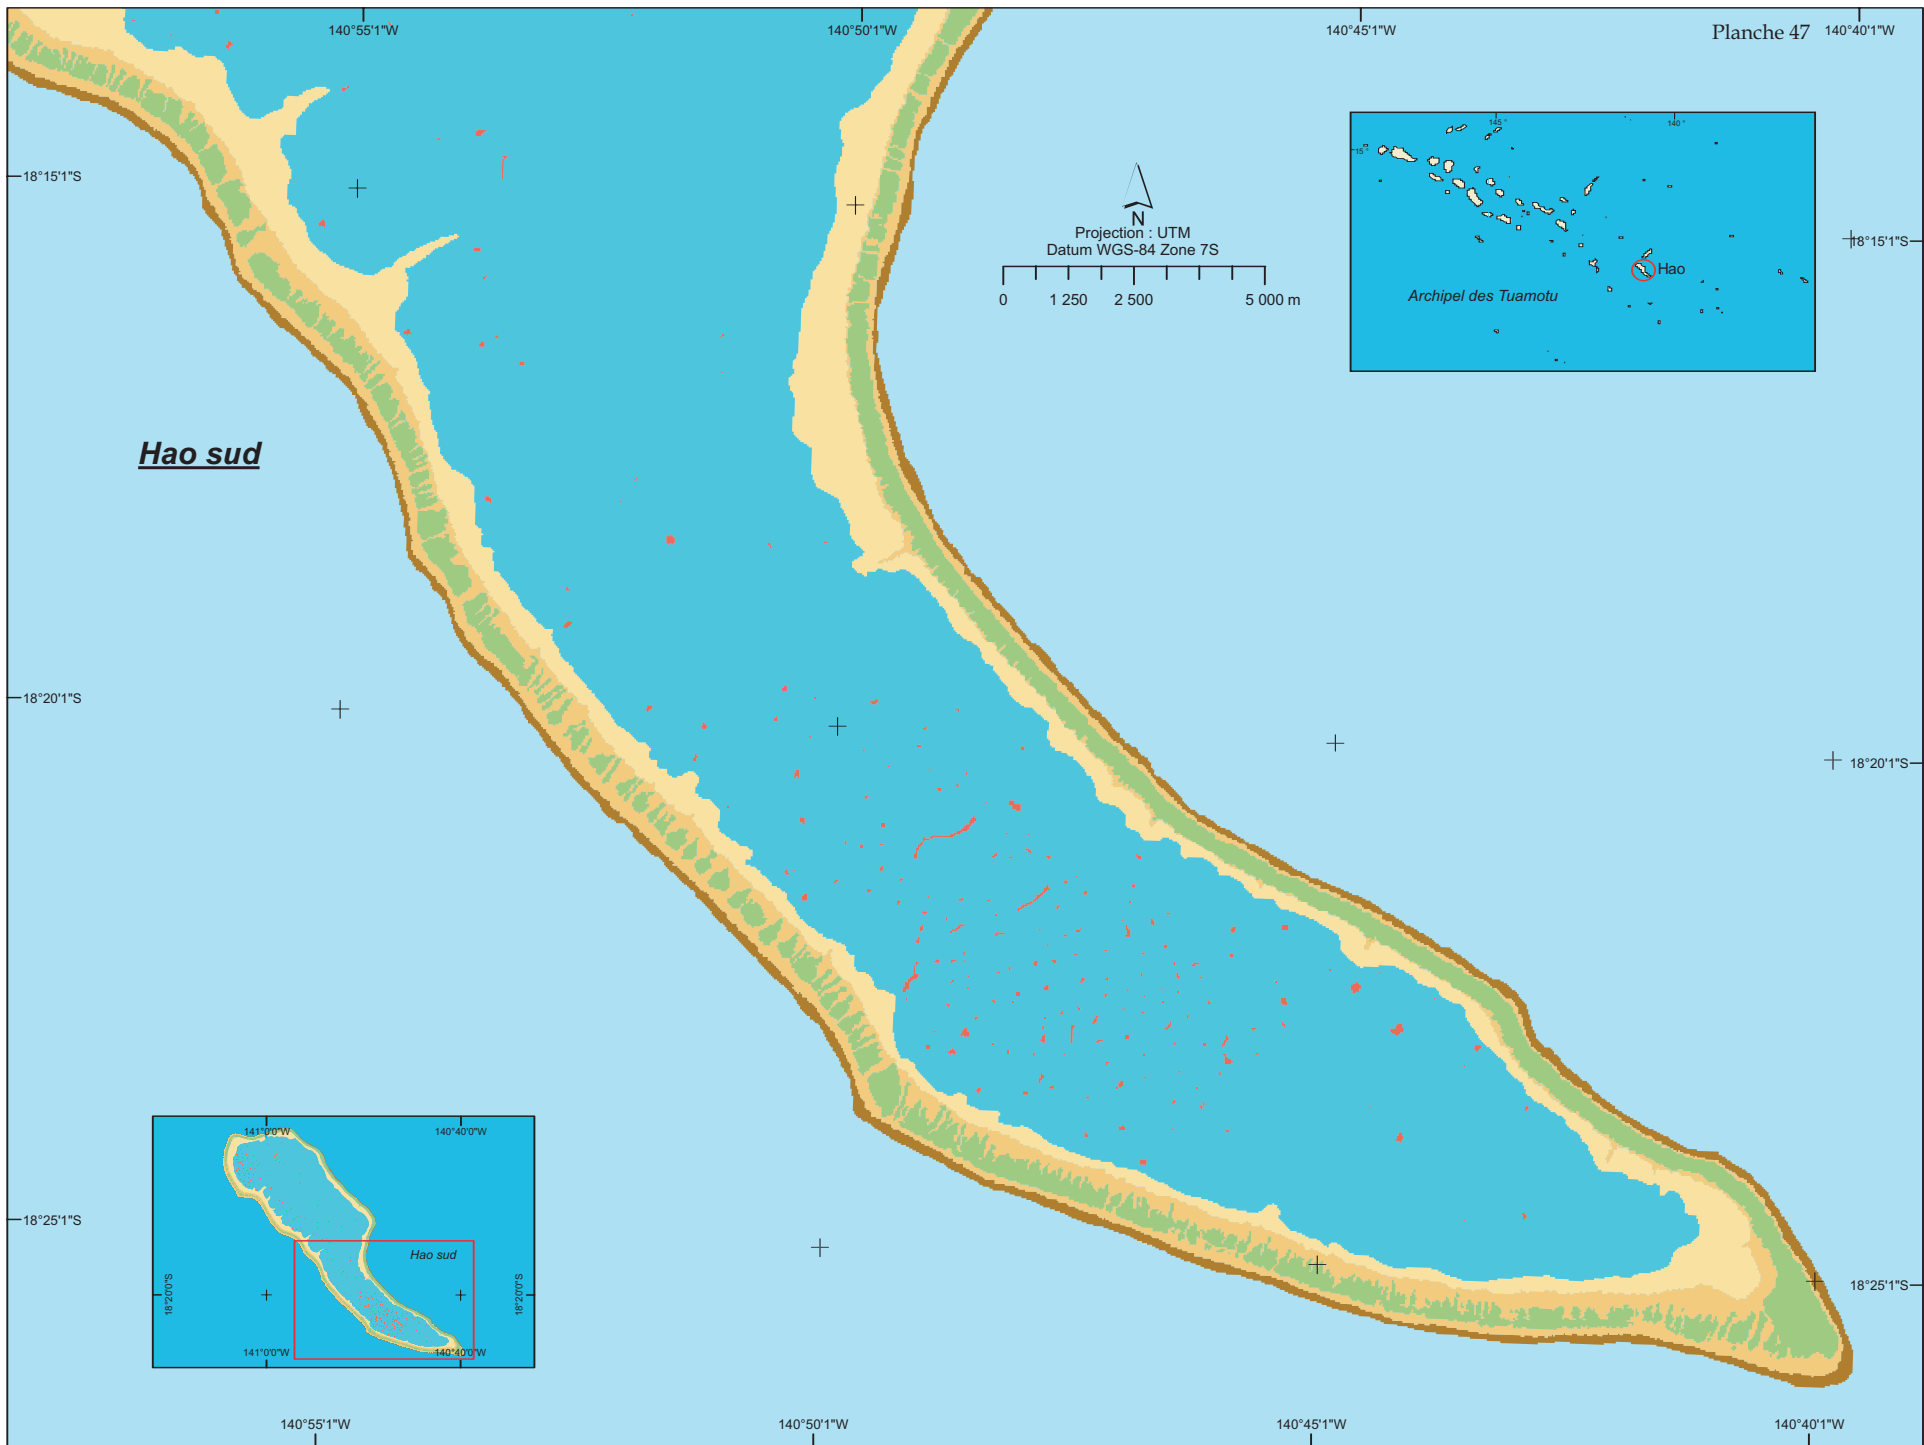 140°55'1"W
140°50'1"W
140°45'1"W
Planche 47
140°40'1"W
145°
140°
15°
Hao
Archipel des Tuamotu
18°15'1"S
18°15'1"S
N
Projection : UTM
Datum WGS-84 Zone 7S
0 1 250 2 500 5 000 m
Hao sud
18°20'1"S
18°20'1"S
141°0'0"W
140°40'0"W
Hao sud
18°20'0"S
18°20'0"S
141°0'0"W
140°40'0"W
18°25'1"S
18°25'1"S
140°55'1"W
140°50'1"W
140°45'1"W
140°40'1"W